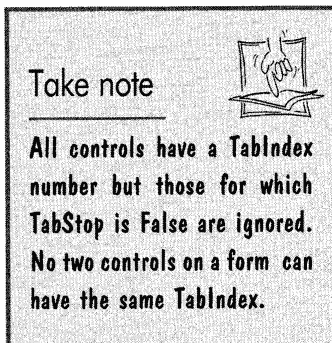 Take note
All controls have a TabIndex
number but those for which
TabStop is False are ignored.
No two controls on a form can
have the same TabIndex.